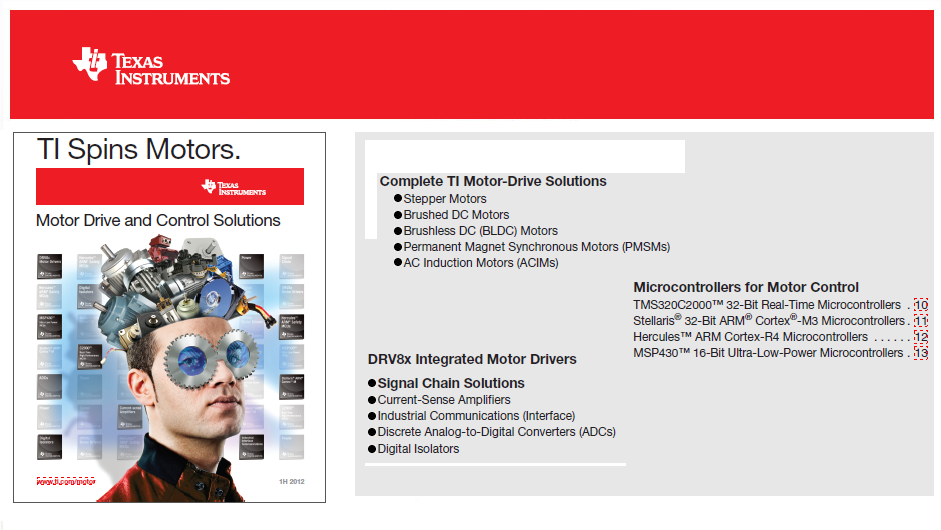 TEXAS
INSTRUMENTS
TI Spins Motors.
TEXAS
INSTRUMENTS
Motor Drive and Control Solutions
www.ti.com/motor
1H 2012
Complete TI Motor-Drive Solutions
● Stepper Motors
● Brushed DC Motors
● Brushless DC (BLDC) Motors
● Permanent Magnet Synchronous Motors (PMSMs)
● AC Induction Motors (ACIMs)
Microcontrollers for Motor Control
TMS320C2000™ 32-Bit Real-Time Microcontrollers . 10
Stellaris® 32-Bit ARM® Cortex®-M3 Microcontrollers . 11
Hercules™ ARM Cortex-R4 Microcontrollers . . . . . . 12
MSP430™ 16-Bit Ultra-Low-Power Microcontrollers . 13
DRV8x Integrated Motor Drivers
● Signal Chain Solutions
● Current-Sense Amplifiers
● Industrial Communications (Interface)
● Discrete Analog-to-Digital Converters (ADCs)
● Digital Isolators